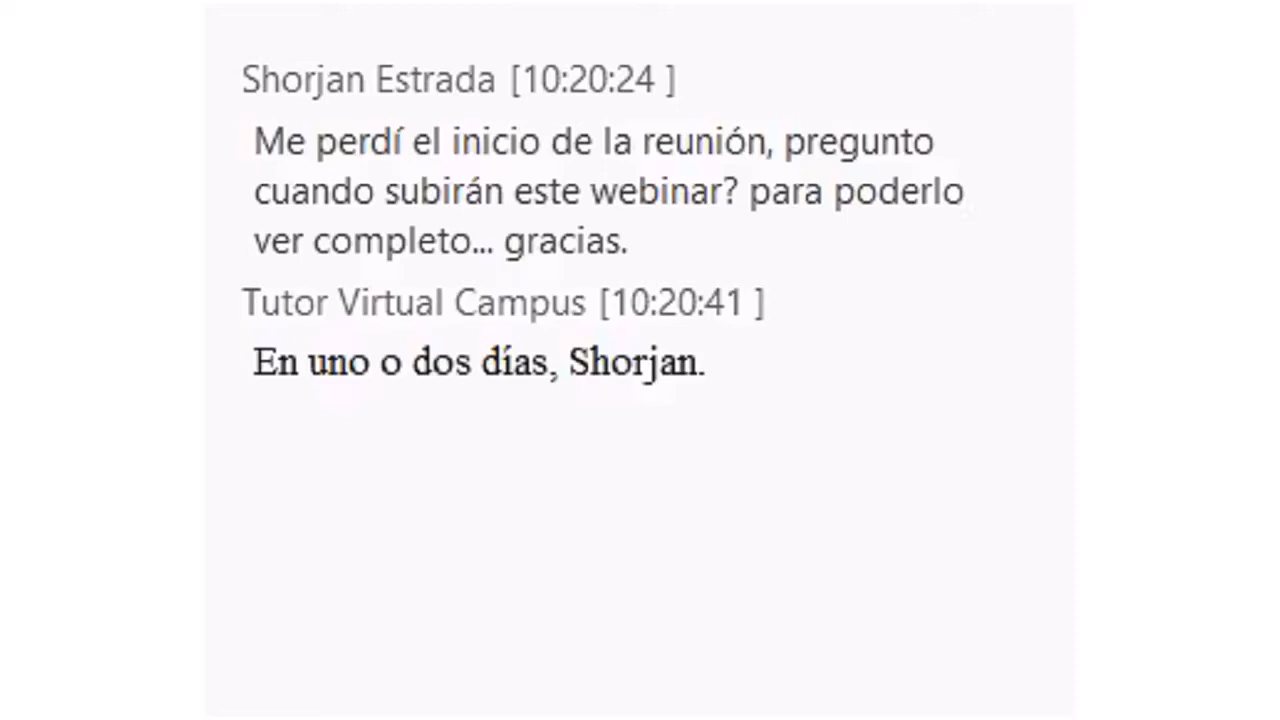 Shorjan Estrada [10:20:24 ]
Me perdí el inicio de la reunión, pregunto
cuando subirán este webinar? para poderlo
ver completo... gracias.
Tutor Virtual Campus [10:20:41 ]
En uno o dos días, Shorjan.